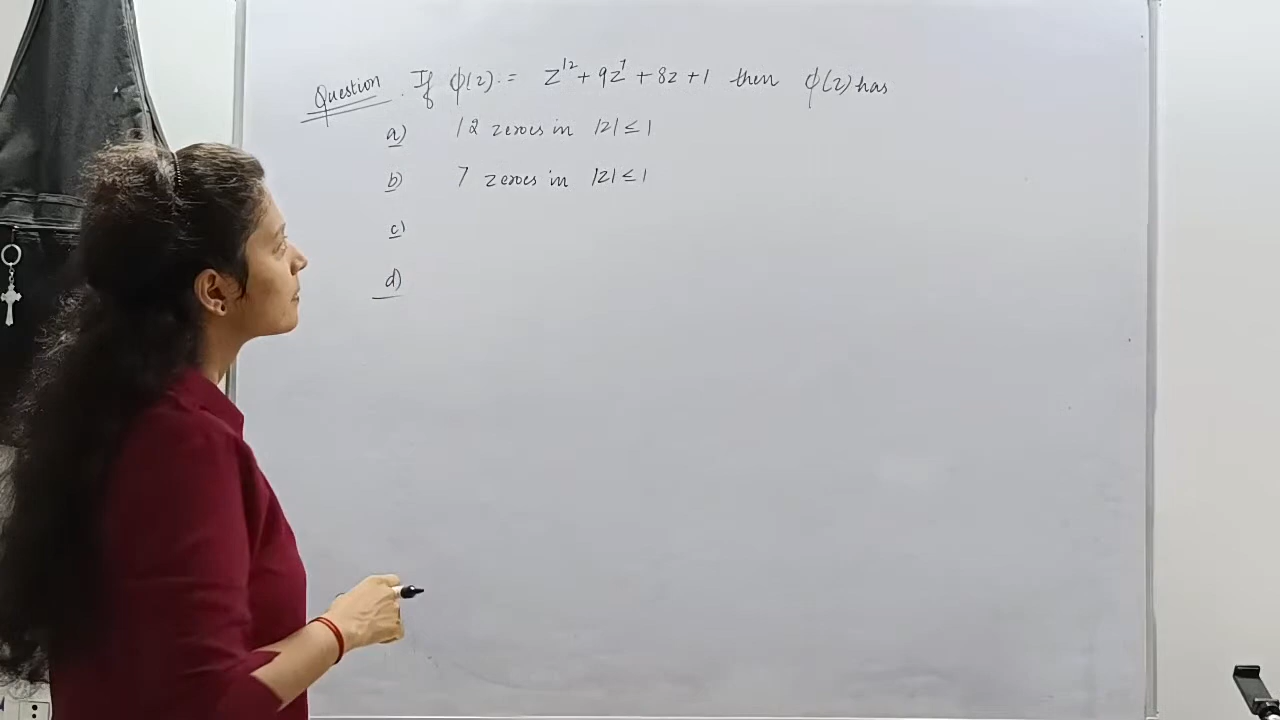 Question. If ϕ(z) = z¹² + 9z⁷ + 8z + 1 then ϕ(z) has
a) 12 zeroes in |z| ≤ 1
b) 7 zeroes in |z| ≤ 1
c)
d)